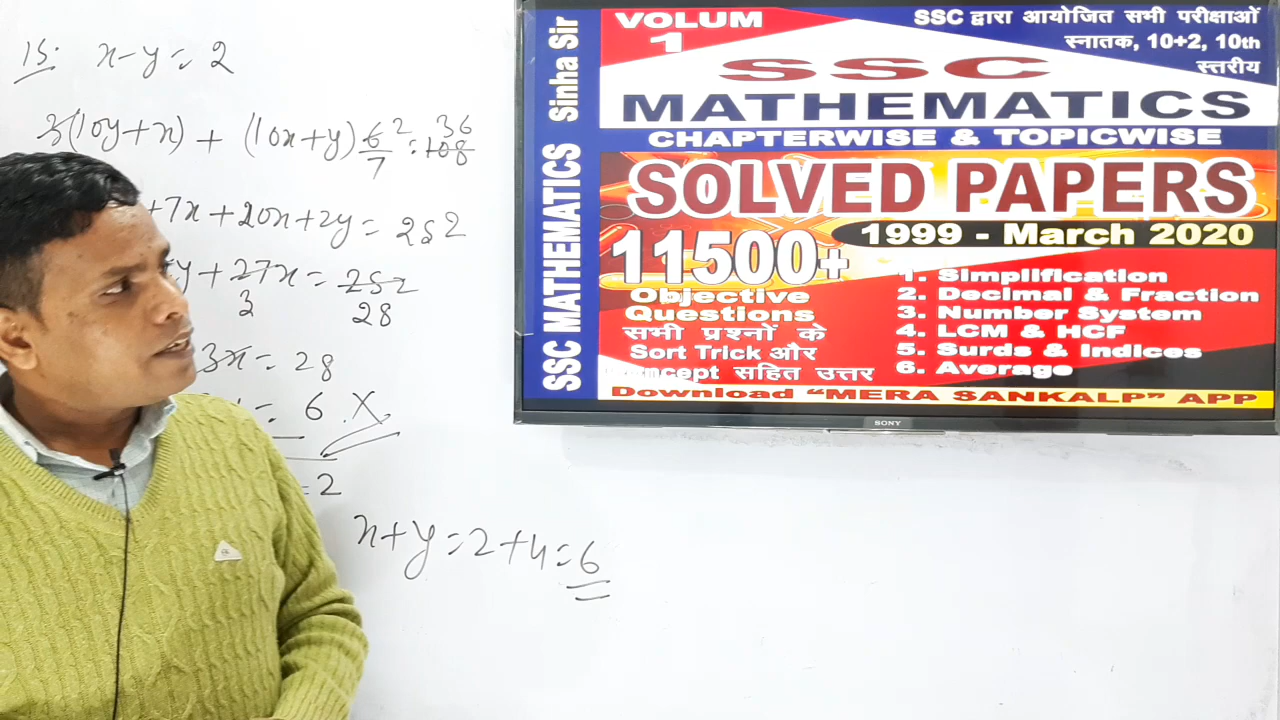 15. x-y = 2
3(10y+x) + (10x+y) 6/7 2 = 108 36
+7x+20x+2y = 252
y + 27x = 252
3 28
3x = 28
= 6 X
= 2
x+y = 2+4 = 6
SSC MATHEMATICS Sinha Sir
VOLUM
1
SSC द्वारा आयोजित सभी परीक्षाओं
स्नातक, 10+2, 10th
स्तरीय
SSC
MATHEMATICS
CHAPTERWISE & TOPICWISE
SOLVED PAPERS
1999 - March 2020
11500+
Objective
Questions
सभी प्रश्नों के
Sort Trick और
oncept सहित उत्तर
1. Simplification
2. Decimal & Fraction
3. Number System
4. LCM & HCF
5. Surds & Indices
6. Average
Download "MERA SANKALP" APP
SONY